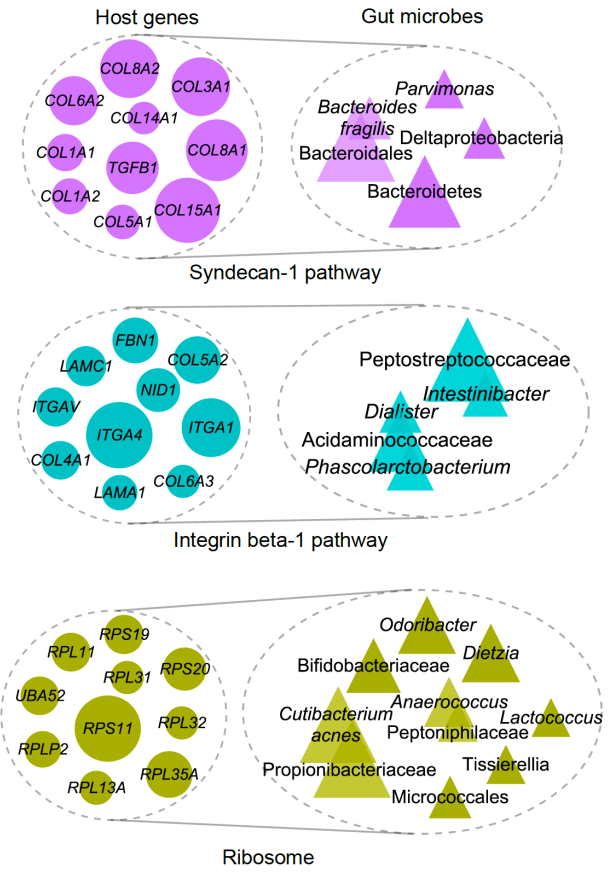 Host genes
Gut microbes
COL8A2
COL3A1
COL6A2
COL14A1
COL1A1
COL8A1
TGFB1
COL1A2
COL15A1
COL5A1
Parvimonas
Bacteroides
fragilis
Deltaproteobacteria
Bacteroidales
Bacteroidetes
Syndecan-1 pathway
FBN1
COL5A2
LAMC1
NID1
ITGAV
ITGA4
ITGA1
COL4A1
COL6A3
LAMA1
Peptostreptococcaceae
Intestinibacter
Dialister
Acidaminococcaceae
Phascolarctobacterium
Integrin beta-1 pathway
RPS19
RPL11
RPS20
RPL31
UBA52
RPS11
RPL32
RPLP2
RPL35A
RPL13A
Odoribacter
Dietzia
Bifidobacteriaceae
Anaerococcus
Cutibacterium
acnes
Lactococcus
Peptoniphilaceae
Tissierellia
Propionibacteriaceae
Micrococcales
Ribosome